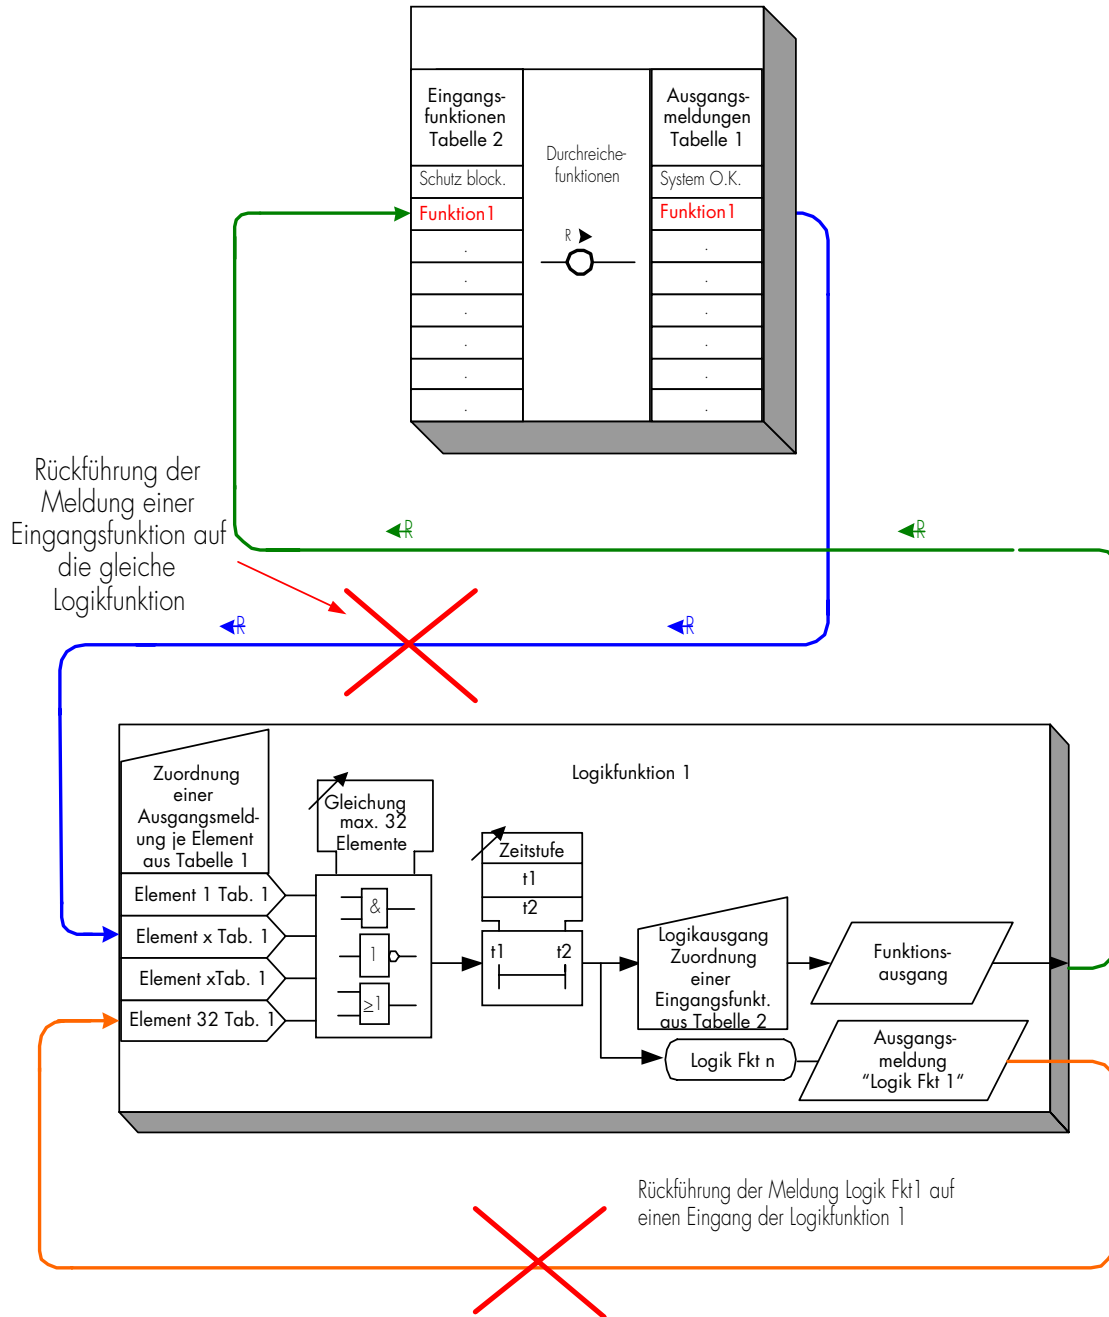 Eingangs-
funktionen
Tabelle 2
Ausgangs-
meldungen
Tabelle 1
Durchreiche-
funktionen
Schutz block.
System O.K.
Funktion1
Funktion1
R
.
.
.
.
.
.
.
.
.
.
.
.
Rückführung der
Meldung einer
Eingangsfunktion auf
die gleiche
Logikfunktion
R
R
R
R
Logikfunktion 1
Zuordnung
einer
Ausgangsmeld-
ung je Element
aus Tabelle 1
Gleichung
max. 32
Elemente
Zeitstufe
t1
t2
Element 1 Tab. 1
Element x Tab. 1
Element xTab. 1
Element 32 Tab. 1
&
1
≥1
t1
t2
Logikausgang
Zuordnung
einer
Eingangsfunkt.
aus Tabelle 2
Funktions-
ausgang
Logik Fkt n
Ausgangs-
meldung
“Logik Fkt 1“
Rückführung der Meldung Logik Fkt1 auf
einen Eingang der Logikfunktion 1